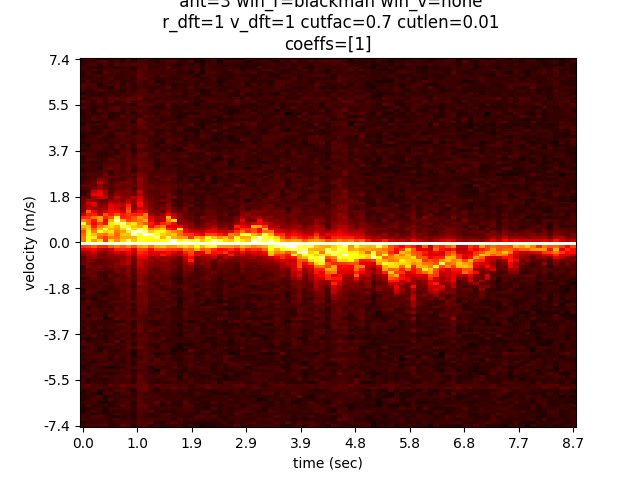 ant=3 win_r=blackman win_v=none
r_dft=1 v_dft=1 cutfac=0.7 cutlen=0.01
coeffs=[1]
7.4
5.5
3.7
1.8
0.0
-1.8
-3.7
-5.5
-7.4
velocity (m/s)
0.0 1.0 1.9 2.9 3.9 4.8 5.8 6.8 7.7 8.7
time (sec)